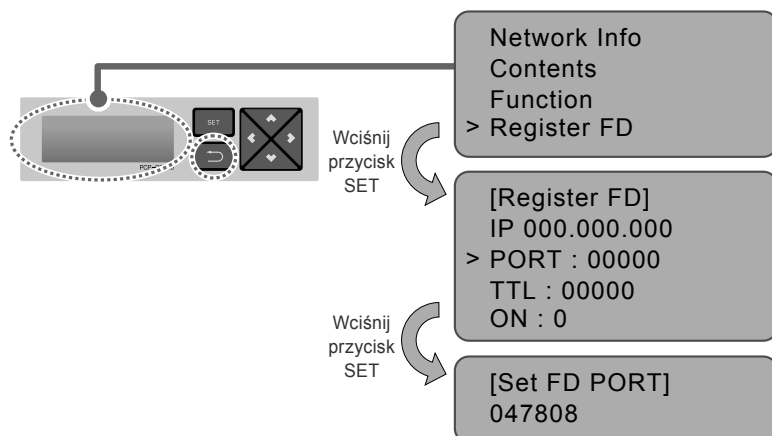 Network Info
Contents
Function
> Register FD
SET
Wciśnij
przycisk
SET
[Register FD]
IP 000.000.000
> PORT : 00000
TTL : 00000
ON : 0
Wciśnij
przycisk
SET
[Set FD PORT]
047808